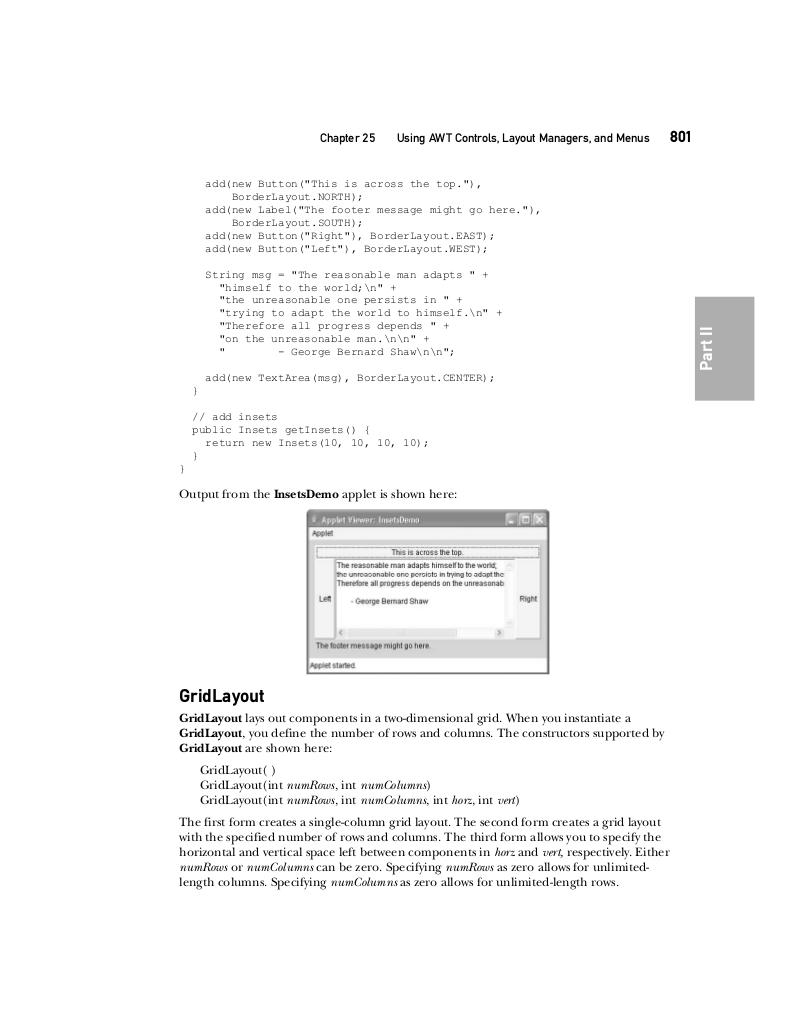 Chapter 25 Using AWT Controls, Layout Managers, and Menus 801
add(new Button("This is across the top."),
BorderLayout.NORTH);
add(new Label("The footer message might go here."),
BorderLayout.SOUTH);
add(new Button("Right"), BorderLayout.EAST);
add(new Button("Left"), BorderLayout.WEST);
String msg = "The reasonable man adapts " +
"himself to the world;\n" +
"the unreasonable one persists in " +
"trying to adapt the world to himself.\n" +
"Therefore all progress depends " +
"on the unreasonable man.\n\n" +
"        - George Bernard Shaw\n\n";
add(new TextArea(msg), BorderLayout.CENTER);
}
// add insets
public Insets getInsets() {
return new Insets(10, 10, 10, 10);
}
}
Part II
Output from the InsetsDemo applet is shown here:
Applet Viewer: InsetsDemo
Applet
This is across the top.
The reasonable man adapts himself to the world;
the unreasonable one persists in trying to adapt the
Therefore all progress depends on the unreasonab
Left
- George Bernard Shaw
Right
The footer message might go here.
Applet started.
GridLayout
GridLayout lays out components in a two-dimensional grid. When you instantiate a
GridLayout, you define the number of rows and columns. The constructors supported by
GridLayout are shown here:
GridLayout( )
GridLayout(int numRows, int numColumns)
GridLayout(int numRows, int numColumns, int horz, int vert)
The first form creates a single-column grid layout. The second form creates a grid layout
with the specified number of rows and columns. The third form allows you to specify the
horizontal and vertical space left between components in horz and vert, respectively. Either
numRows or numColumns can be zero. Specifying numRows as zero allows for unlimited-
length columns. Specifying numColumns as zero allows for unlimited-length rows.